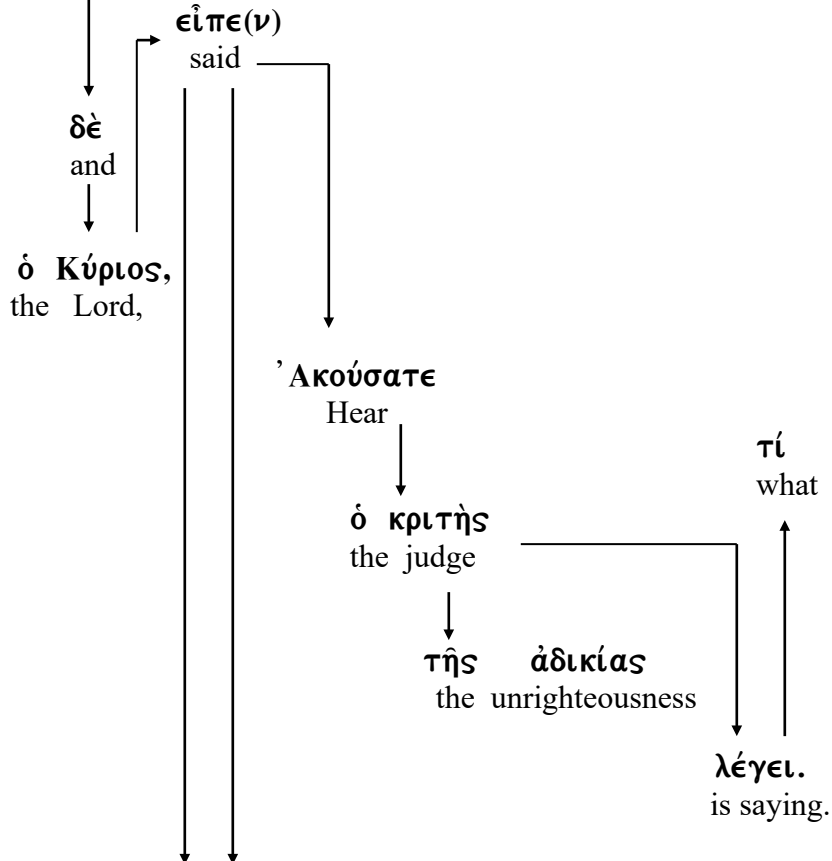 εἶπε(ν)
said
δὲ
and
ὁ Κύριος,
the Lord,
Ἀκούσατε
Hear
τί
what
ὁ κριτὴς
the judge
τῆς ἀδικίας
the unrighteousness
λέγει.
is saying.